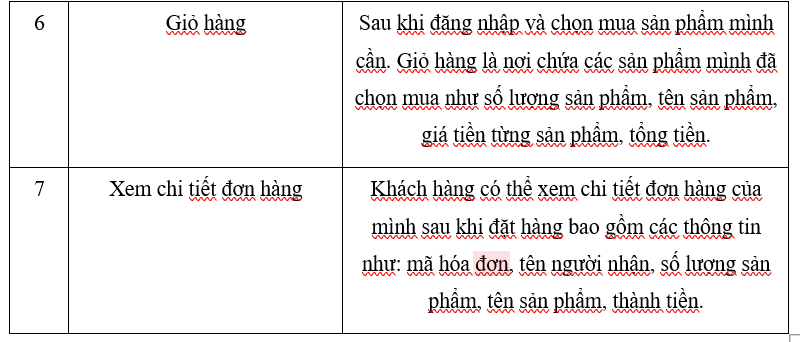 6 Giỏ hàng Sau khi đăng nhập và chọn mua sản phẩm mình
cần. Giỏ hàng là nơi chứa các sản phẩm mình đã
chọn mua như số lương sản phẩm, tên sản phẩm,
giá tiền từng sản phẩm, tổng tiền.
7 Xem chi tiết đơn hàng Khách hàng có thể xem chi tiết đơn hàng của
mình sau khi đặt hàng bao gồm các thông tin
như: mã hóa đơn, tên người nhận, số lương sản
phẩm, tên sản phẩm, thành tiền.